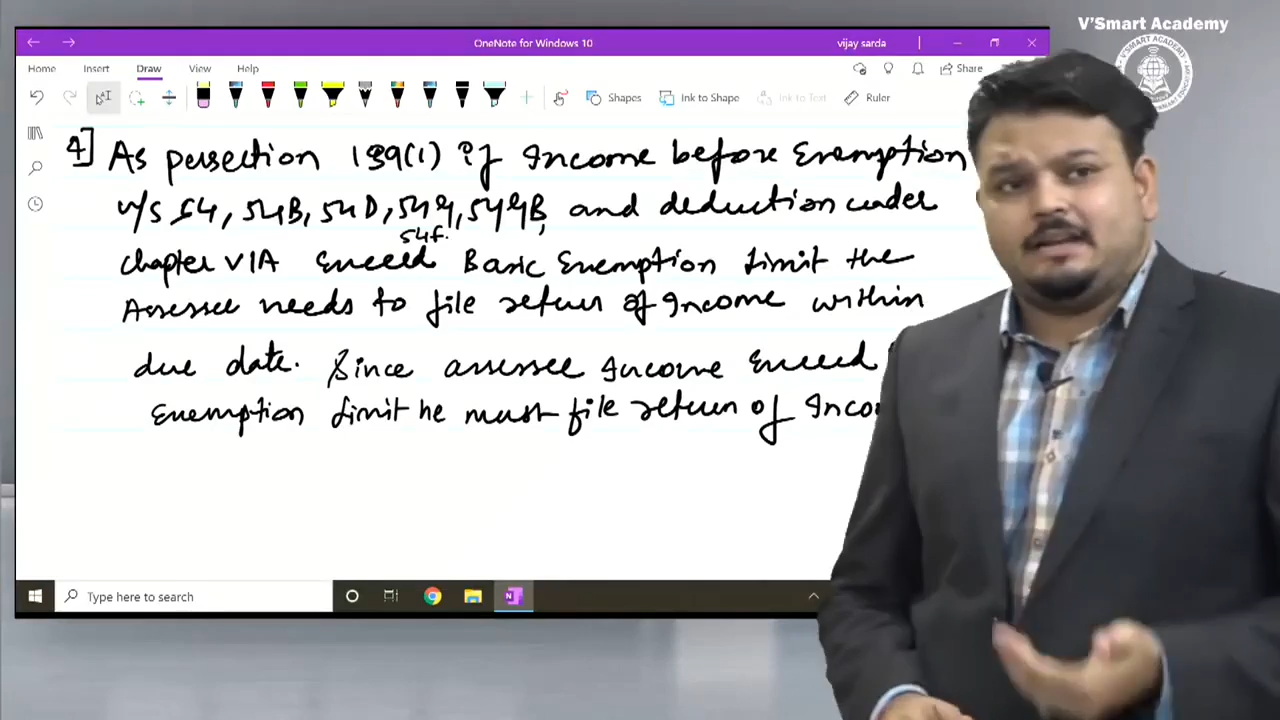 V'Smart Academy
OneNote for Windows 10
vijay sarda
Home Insert Draw View Help
Share
Shapes Ink to Shape Ink to Text Ruler
4] As persection 139(1) if Income before Exemption
u/s 54, 54B, 54D, 54G, 54GB, and deduction under
54F.
chapter VIA Exceed Basic Exemption limit the
Assessee needs to file return of Income within
due date. Since assessee Income Exceed
Exemption limit he must file return of Inco
Type here to search